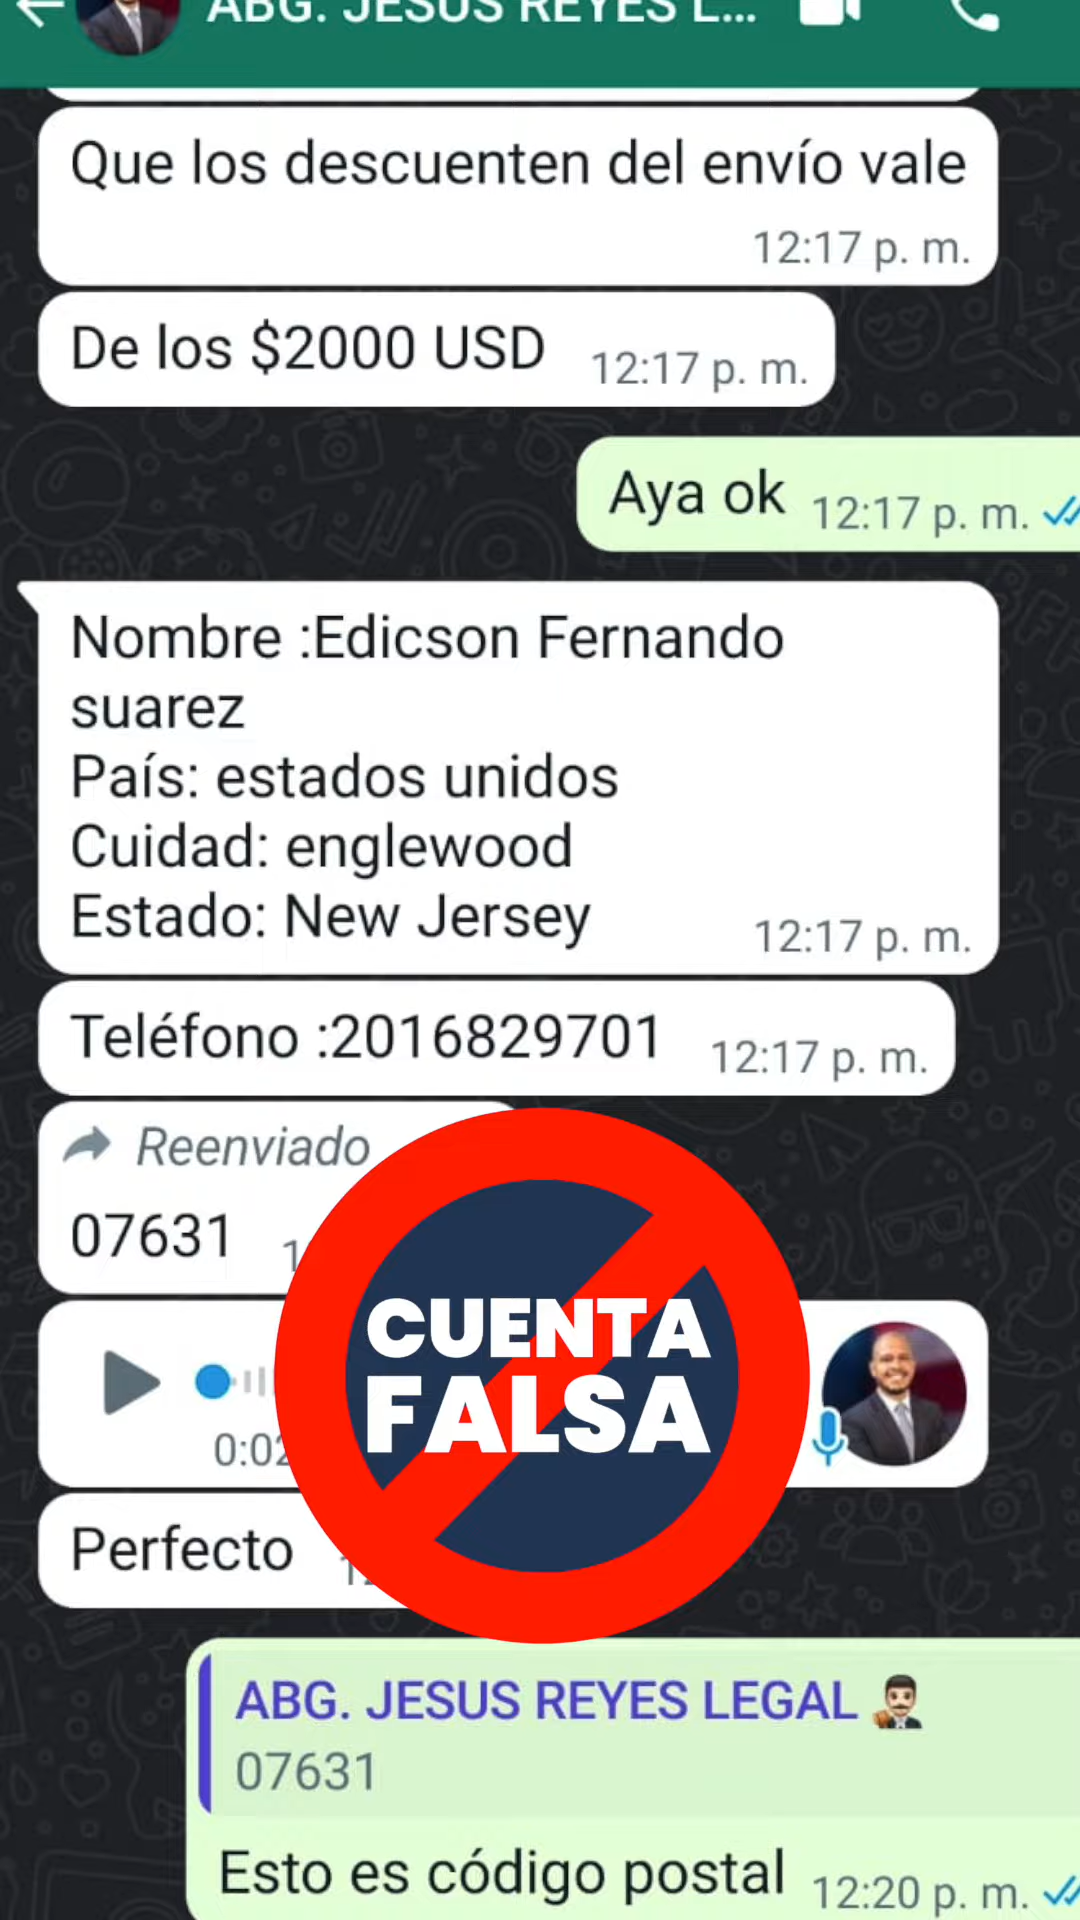 ABG. JESUS REYES L...
Que los descuenten del envío vale
12:17 p. m.
De los $2000 USD
12:17 p. m.
Aya ok
12:17 p. m.
Nombre :Edicson Fernando
suarez
País: estados unidos
Cuidad: englewood
Estado: New Jersey
12:17 p. m.
Teléfono :2016829701
12:17 p. m.
Reenviado
07631
CUENTA
FALSA
Perfecto
ABG. JESUS REYES LEGAL
07631
Esto es código postal
12:20 p. m.